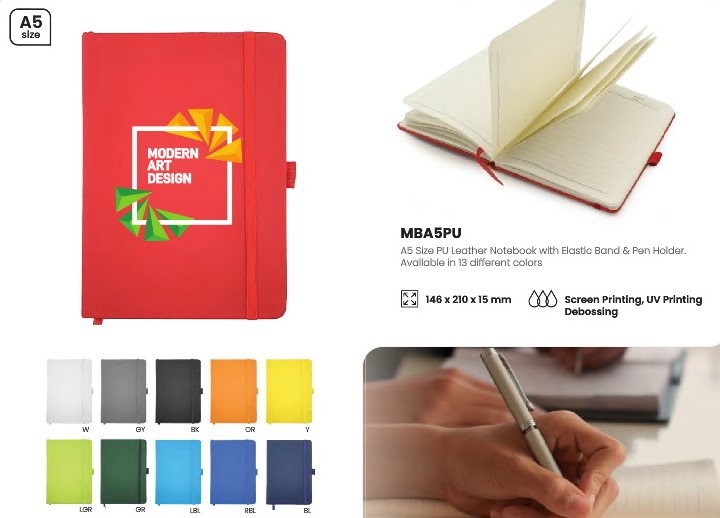 A5
size
MODERN
ART
DESIGN
MBA5PU
A5 Size PU Leather Notebook with Elastic Band & Pen Holder.
Available in 13 different colors
146 x 210 x 15 mm
Screen Printing, UV Printing
Debossing
W
GY
BK
OR
Y
LGR
GR
LBL
RBL
BL